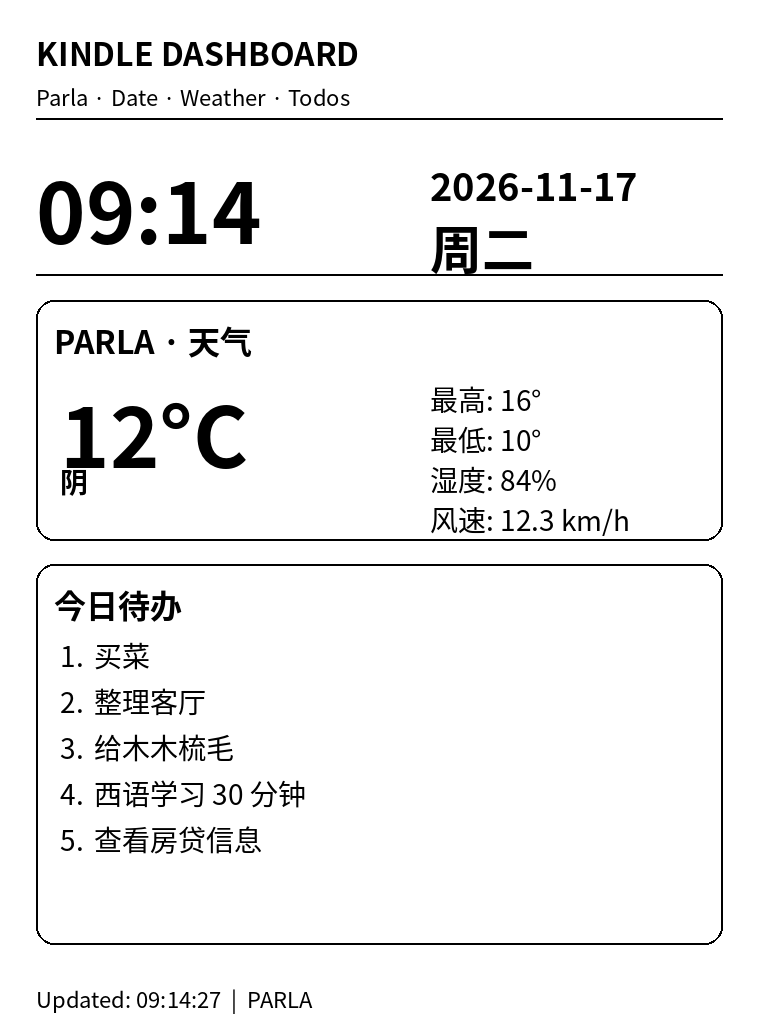 KINDLE DASHBOARD
Parla · Date · Weather · Todos
09:14
2026-11-17
周二
PARLA · 天气
12°C
阴
最高: 16°
最低: 10°
湿度: 84%
风速: 12.3 km/h
今日待办
1. 买菜
2. 整理客厅
3. 给木木梳毛
4. 西语学习 30 分钟
5. 查看房贷信息
Updated: 09:14:27 | PARLA